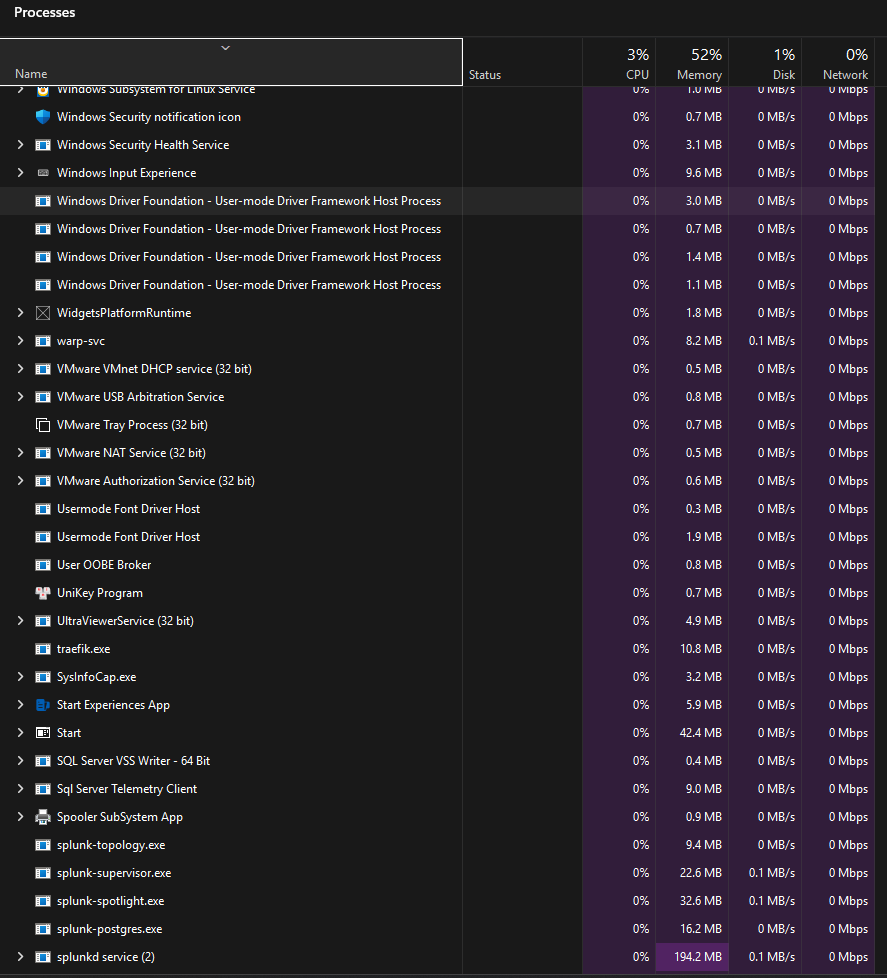 Processes
3% 52% 1% 0%
Name Status CPU Memory Disk Network
Windows Subsystem for Linux Service 0% 1.0 MB 0 MB/s 0 Mbps
Windows Security notification icon 0% 0.7 MB 0 MB/s 0 Mbps
Windows Security Health Service 0% 3.1 MB 0 MB/s 0 Mbps
Windows Input Experience 0% 9.6 MB 0 MB/s 0 Mbps
Windows Driver Foundation - User-mode Driver Framework Host Process 0% 3.0 MB 0 MB/s 0 Mbps
Windows Driver Foundation - User-mode Driver Framework Host Process 0% 0.7 MB 0 MB/s 0 Mbps
Windows Driver Foundation - User-mode Driver Framework Host Process 0% 1.4 MB 0 MB/s 0 Mbps
Windows Driver Foundation - User-mode Driver Framework Host Process 0% 1.1 MB 0 MB/s 0 Mbps
WidgetsPlatformRuntime 0% 1.8 MB 0 MB/s 0 Mbps
warp-svc 0% 8.2 MB 0.1 MB/s 0 Mbps
VMware VMnet DHCP service (32 bit) 0% 0.5 MB 0 MB/s 0 Mbps
VMware USB Arbitration Service 0% 0.8 MB 0 MB/s 0 Mbps
VMware Tray Process (32 bit) 0% 0.7 MB 0 MB/s 0 Mbps
VMware NAT Service (32 bit) 0% 0.5 MB 0 MB/s 0 Mbps
VMware Authorization Service (32 bit) 0% 0.6 MB 0 MB/s 0 Mbps
Usermode Font Driver Host 0% 0.3 MB 0 MB/s 0 Mbps
Usermode Font Driver Host 0% 1.9 MB 0 MB/s 0 Mbps
User OOBE Broker 0% 0.8 MB 0 MB/s 0 Mbps
UniKey Program 0% 0.7 MB 0 MB/s 0 Mbps
UltraViewerService (32 bit) 0% 4.9 MB 0 MB/s 0 Mbps
traefik.exe 0% 10.8 MB 0 MB/s 0 Mbps
SysInfoCap.exe 0% 3.2 MB 0 MB/s 0 Mbps
Start Experiences App 0% 5.9 MB 0 MB/s 0 Mbps
Start 0% 42.4 MB 0 MB/s 0 Mbps
SQL Server VSS Writer - 64 Bit 0% 0.4 MB 0 MB/s 0 Mbps
Sql Server Telemetry Client 0% 9.0 MB 0 MB/s 0 Mbps
Spooler SubSystem App 0% 0.9 MB 0 MB/s 0 Mbps
splunk-topology.exe 0% 9.4 MB 0 MB/s 0 Mbps
splunk-supervisor.exe 0% 22.6 MB 0.1 MB/s 0 Mbps
splunk-spotlight.exe 0% 32.6 MB 0.1 MB/s 0 Mbps
splunk-postgres.exe 0% 16.2 MB 0 MB/s 0 Mbps
splunkd service (2) 0% 194.2 MB 0.1 MB/s 0 Mbps